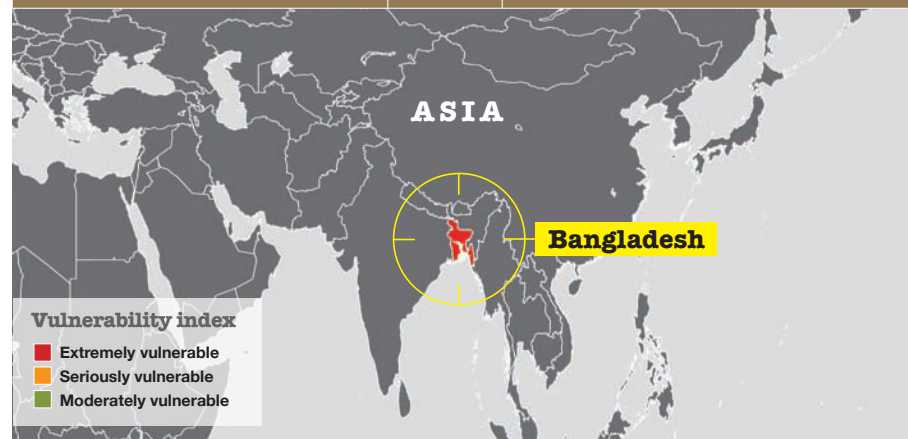 ASIA
Bangladesh
Vulnerability index
Extremely vulnerable
Seriously vulnerable
Moderately vulnerable